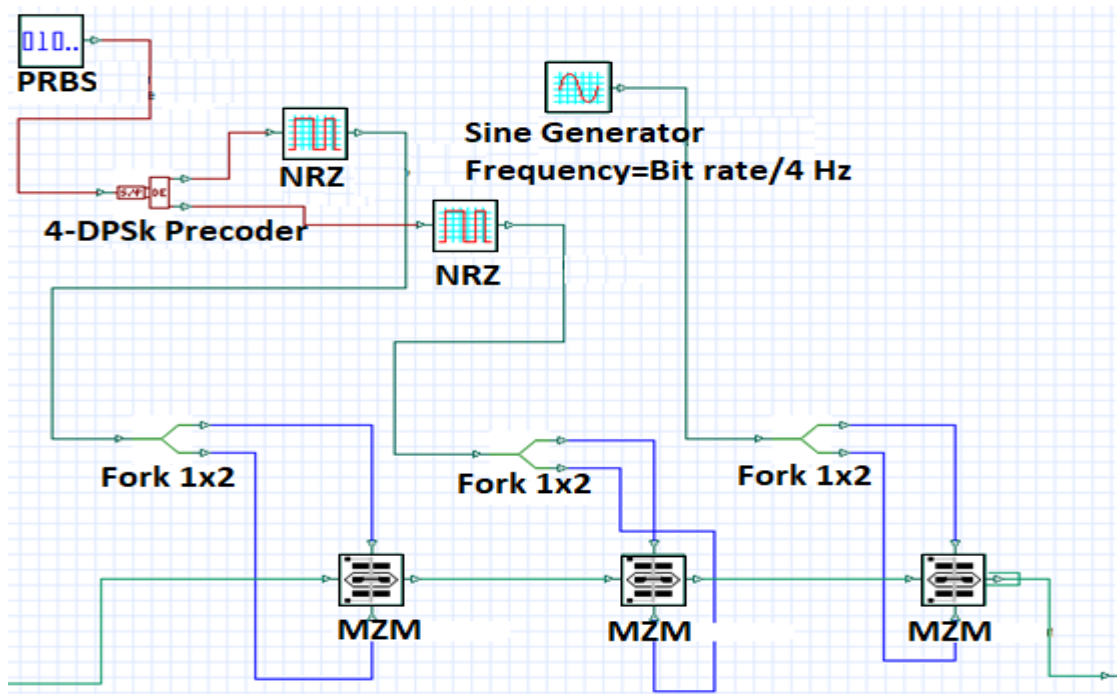 010..
PRBS
NRZ
Sine Generator
Frequency=Bit rate/4 Hz
S/P DE
4-DPSk Precoder
NRZ
Fork 1x2
Fork 1x2
Fork 1x2
MZM
MZM
MZM